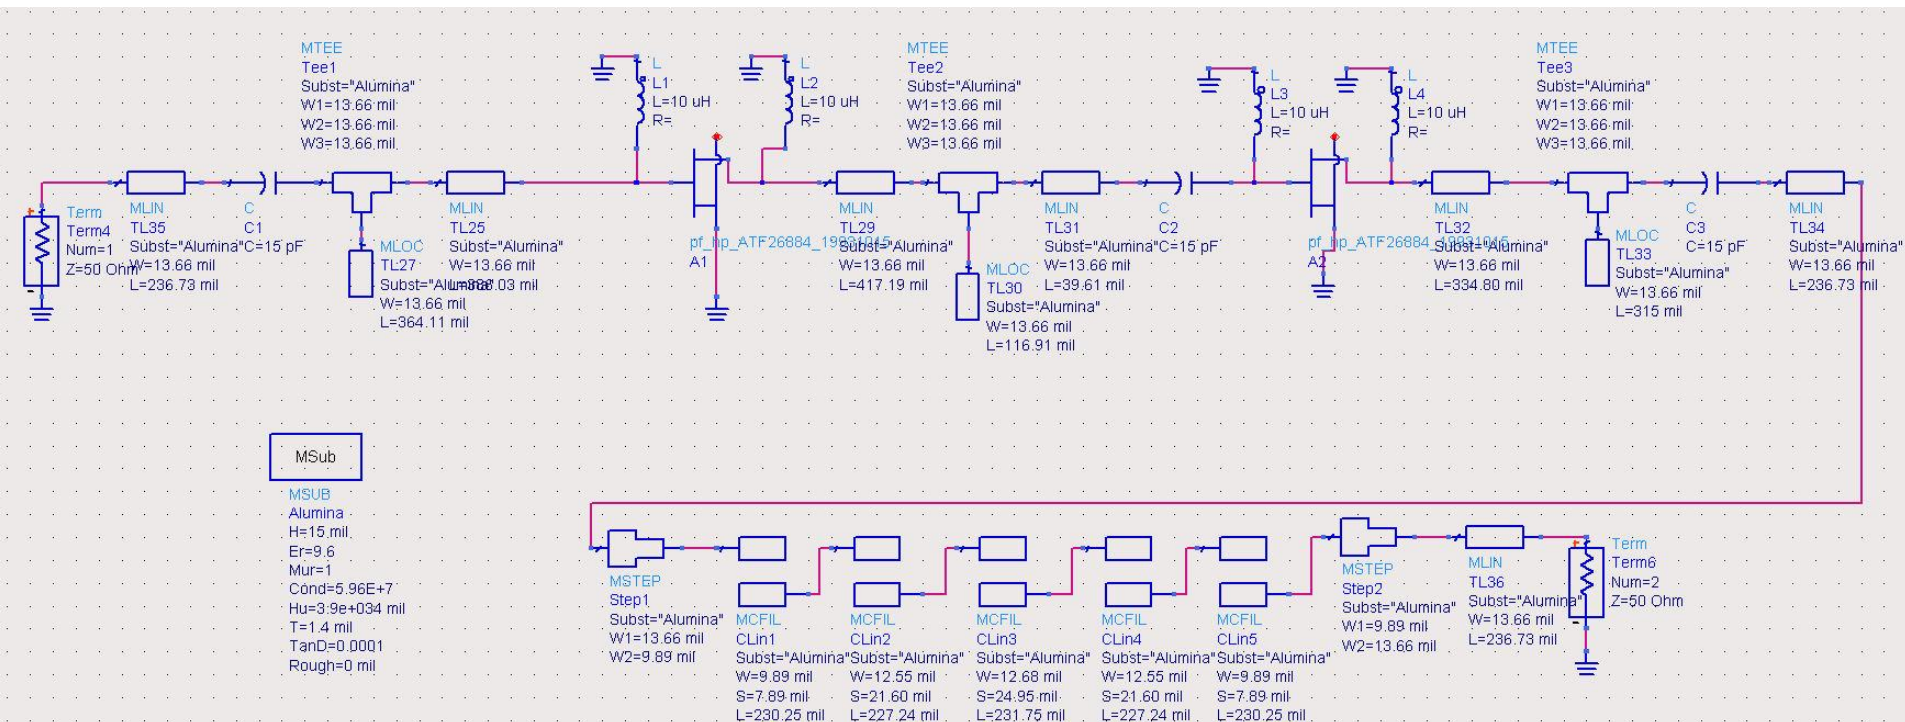 MTEE
Tee1
Subst="Alumina"
W1=13.66 mil
W2=13.66 mil
W3=13.66 mil
L
L1
L=10 uH
R=
L
L2
L=10 uH
R=
MTEE
Tee2
Subst="Alumina"
W1=13.66 mil
W2=13.66 mil
W3=13.66 mil
L
L3
L=10 uH
R=
L
L4
L=10 uH
R=
MTEE
Tee3
Subst="Alumina"
W1=13.66 mil
W2=13.66 mil
W3=13.66 mil
Term
Term4
Num=1
Z=50 Ohm
MLIN
TL35
Subst="Alumina"
W=13.66 mil
L=236.73 mil
C
C1
C=15 pF
MLOC
TL27
Subst="Alumina"
W=13.66 mil
L=364.11 mil
MLIN
TL25
Subst="Alumina"
W=13.66 mil
pf_hp_ATF26884_19931015
A1
MLIN
TL29
Subst="Alumina"
W=13.66 mil
L=417.19 mil
MLOC
TL30
Subst="Alumina"
W=13.66 mil
L=116.91 mil
MLIN
TL31
Subst="Alumina"
W=13.66 mil
L=39.61 mil
C
C2
C=15 pF
pf_hp_ATF26884_19931015
A2
MLIN
TL32
Subst="Alumina"
W=13.66 mil
L=334.80 mil
MLOC
TL33
Subst="Alumina"
W=13.66 mil
L=315 mil
C
C3
C=15 pF
MLIN
TL34
Subst="Alumina"
W=13.66 mil
L=236.73 mil
MSub
MSUB
Alumina
H=15 mil
Er=9.6
Mur=1
Cond=5.96E+7
Hu=3.9e+034 mil
T=1.4 mil
TanD=0.0001
Rough=0 mil
MSTEP
Step1
Subst="Alumina"
W1=13.66 mil
W2=9.89 mil
MCFIL
CLin1
Subst="Alumina"
W=9.89 mil
S=7.89 mil
L=230.25 mil
MCFIL
CLin2
Subst="Alumina"
W=12.55 mil
S=21.60 mil
L=227.24 mil
MCFIL
CLin3
Subst="Alumina"
W=12.68 mil
S=24.95 mil
L=231.75 mil
MCFIL
CLin4
Subst="Alumina"
W=12.55 mil
S=21.60 mil
L=227.24 mil
MCFIL
CLin5
Subst="Alumina"
W=9.89 mil
S=7.89 mil
L=230.25 mil
MSTEP
Step2
Subst="Alumina"
W1=9.89 mil
W2=13.66 mil
MLIN
TL36
Subst="Alumina"
W=13.66 mil
L=236.73 mil
Term
Term6
Num=2
Z=50 Ohm